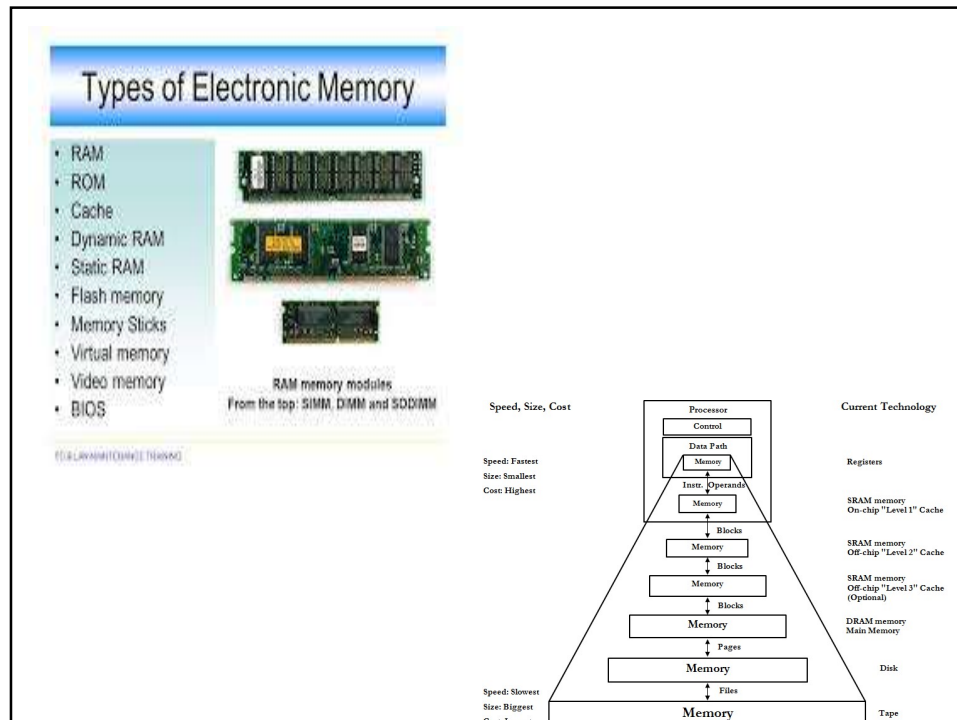 Types of Electronic Memory
• RAM
• ROM
• Cache
• Dynamic RAM
• Static RAM
• Flash memory
• Memory Sticks
• Virtual memory
• Video memory
• BIOS
RAM memory modules
From the top: SIMM, DIMM and SODIMM
MAINTENANCE TRAINING
Speed, Size, Cost
Current Technology
Processor
Control
Data Path
Speed: Fastest
Size: Smallest
Cost: Highest
Memory
Registers
Instr. Operands
Memory
SRAM memory
On-chip "Level 1" Cache
Blocks
Memory
SRAM memory
Off-chip "Level 2" Cache
Blocks
Memory
SRAM memory
Off-chip "Level 3" Cache
(Optional)
Blocks
Memory
DRAM memory
Main Memory
Pages
Memory
Disk
Files
Speed: Slowest
Size: Biggest
Memory
Tape